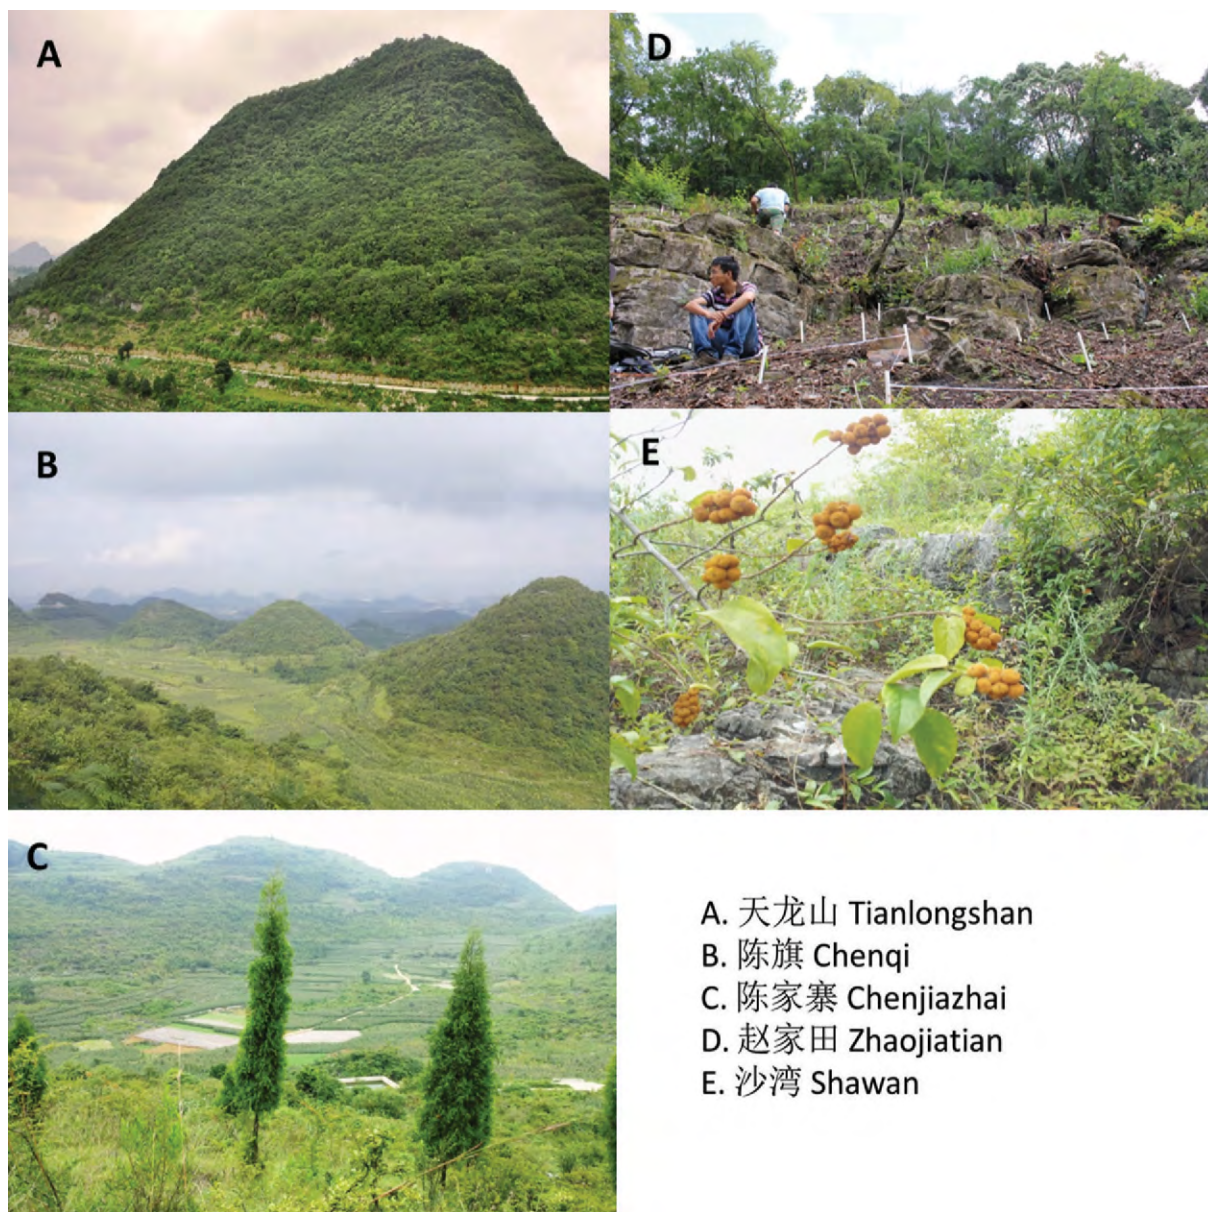 A
D
B
E
C
A. 天龙山 Tianlongshan
B. 陈旗 Chenqi
C. 陈家寨 Chenjiazhai
D. 赵家田 Zhaojiatian
E. 沙湾 Shawan